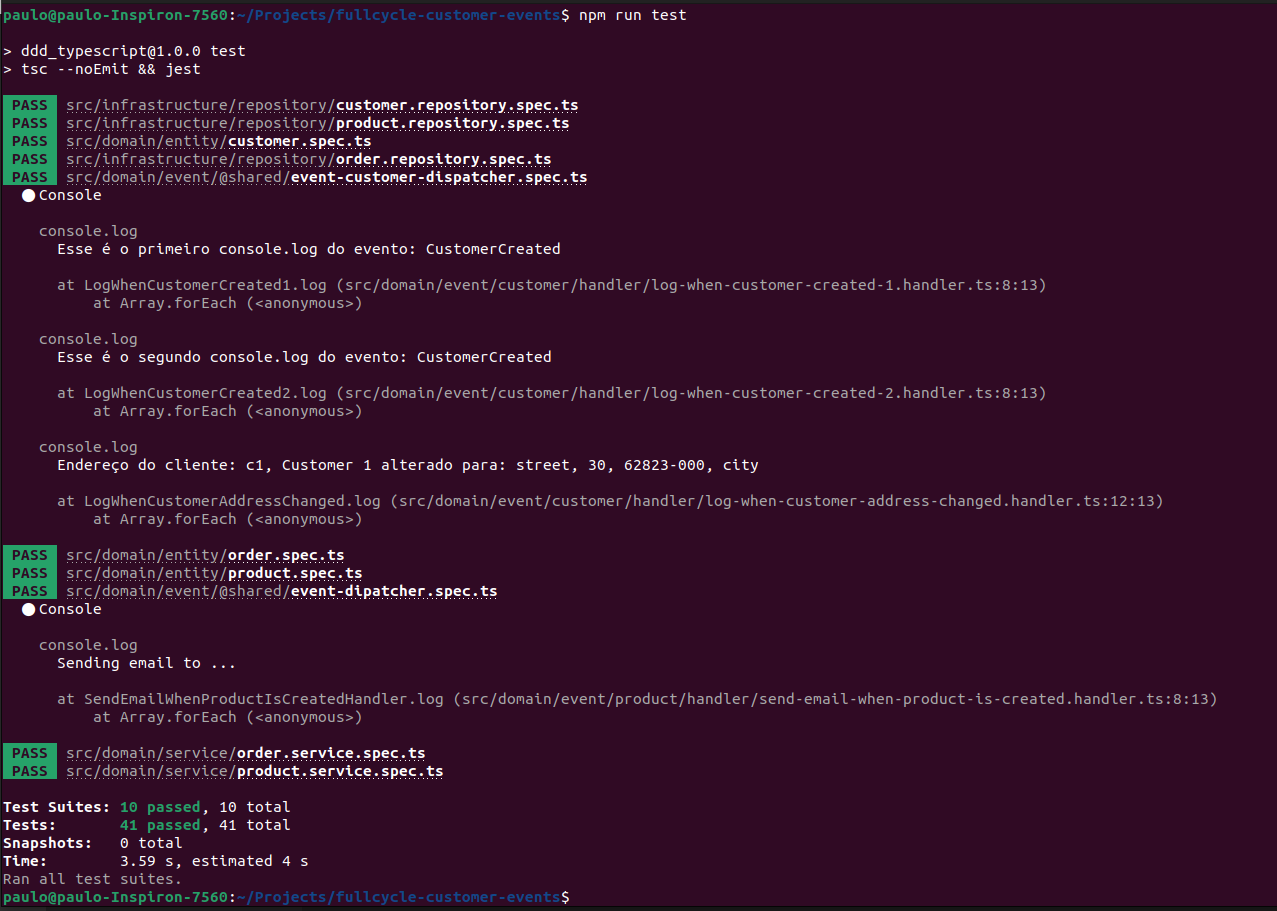 paulo@paulo-Inspiron-7560:~/Projects/fullcycle-customer-events$ npm run test
> ddd_typescript@1.0.0 test
> tsc --noEmit && jest
PASS src/infrastructure/repository/customer.repository.spec.ts
PASS src/infrastructure/repository/product.repository.spec.ts
PASS src/domain/entity/customer.spec.ts
PASS src/infrastructure/repository/order.repository.spec.ts
PASS src/domain/event/@shared/event-customer-dispatcher.spec.ts
● Console
console.log
Esse é o primeiro console.log do evento: CustomerCreated
at LogWhenCustomerCreated1.log (src/domain/event/customer/handler/log-when-customer-created-1.handler.ts:8:13)
at Array.forEach (<anonymous>)
console.log
Esse é o segundo console.log do evento: CustomerCreated
at LogWhenCustomerCreated2.log (src/domain/event/customer/handler/log-when-customer-created-2.handler.ts:8:13)
at Array.forEach (<anonymous>)
console.log
Endereço do cliente: c1, Customer 1 alterado para: street, 30, 62823-000, city
at LogWhenCustomerAddressChanged.log (src/domain/event/customer/handler/log-when-customer-address-changed.handler.ts:12:13)
at Array.forEach (<anonymous>)
PASS src/domain/entity/order.spec.ts
PASS src/domain/entity/product.spec.ts
PASS src/domain/event/@shared/event-dipatcher.spec.ts
● Console
console.log
Sending email to ...
at SendEmailWhenProductIsCreatedHandler.log (src/domain/event/product/handler/send-email-when-product-is-created.handler.ts:8:13)
at Array.forEach (<anonymous>)
PASS src/domain/service/order.service.spec.ts
PASS src/domain/service/product.service.spec.ts
Test Suites: 10 passed, 10 total
Tests: 41 passed, 41 total
Snapshots: 0 total
Time: 3.59 s, estimated 4 s
Ran all test suites.
paulo@paulo-Inspiron-7560:~/Projects/fullcycle-customer-events$